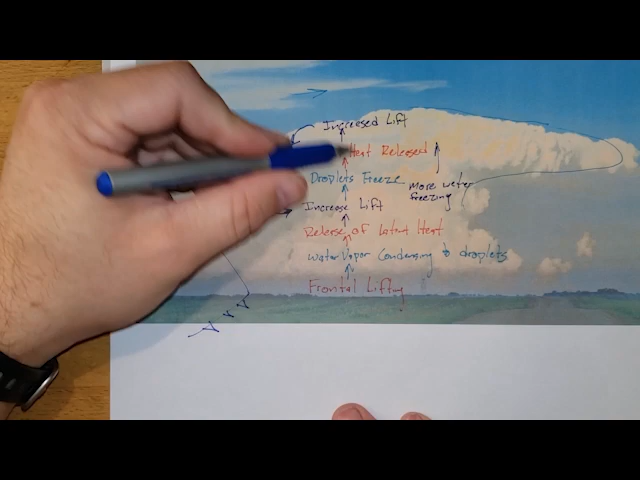 Increased Lift
Heat Released
Droplets Freeze
More water
freezing
Increase Lift
Release of Latent Heat
Water Vapor Condensing to droplets
Frontal Lifting